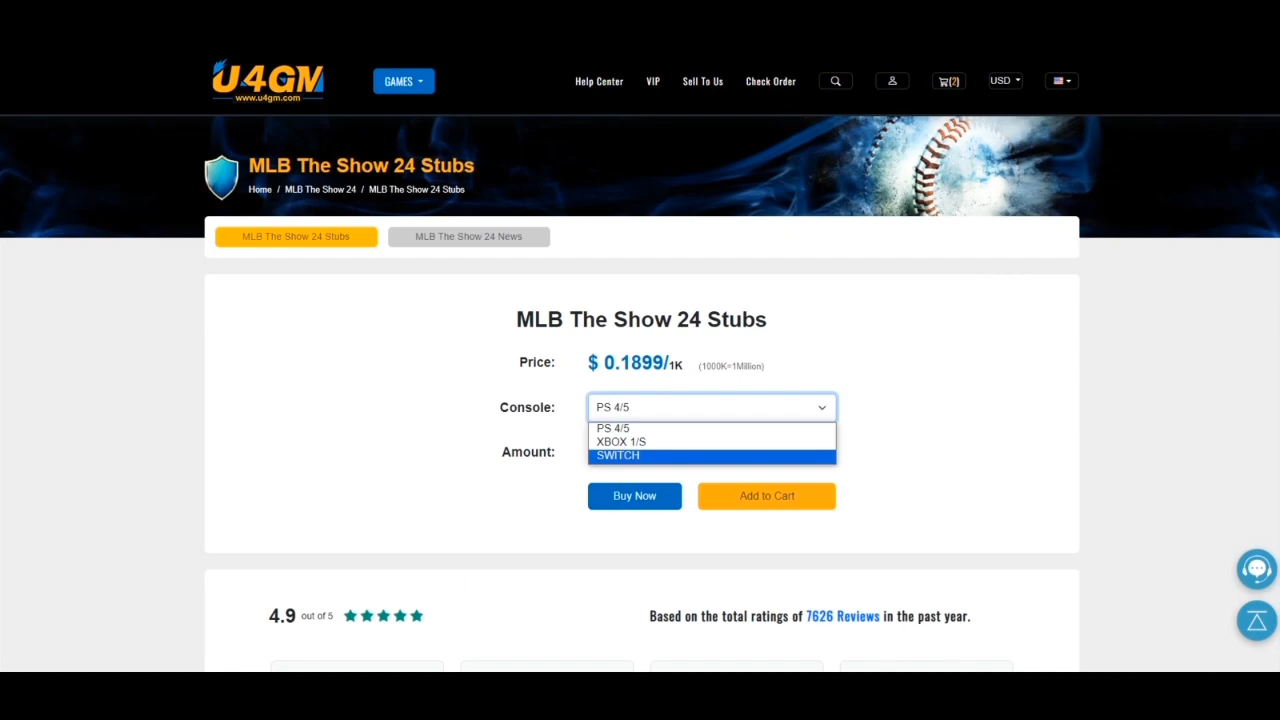 U4GM
www.u4gm.com
GAMES
Help Center
VIP
Sell To Us
Check Order
(2)
USD
MLB The Show 24 Stubs
Home / MLB The Show 24 / MLB The Show 24 Stubs
MLB The Show 24 Stubs
MLB The Show 24 News
MLB The Show 24 Stubs
Price: $ 0.1899/1K (1000K=1Million)
Console: PS 4/5
PS 4/5
XBOX 1/S
Amount: SWITCH
Buy Now
Add to Cart
4.9 out of 5
Based on the total ratings of 7626 Reviews in the past year.